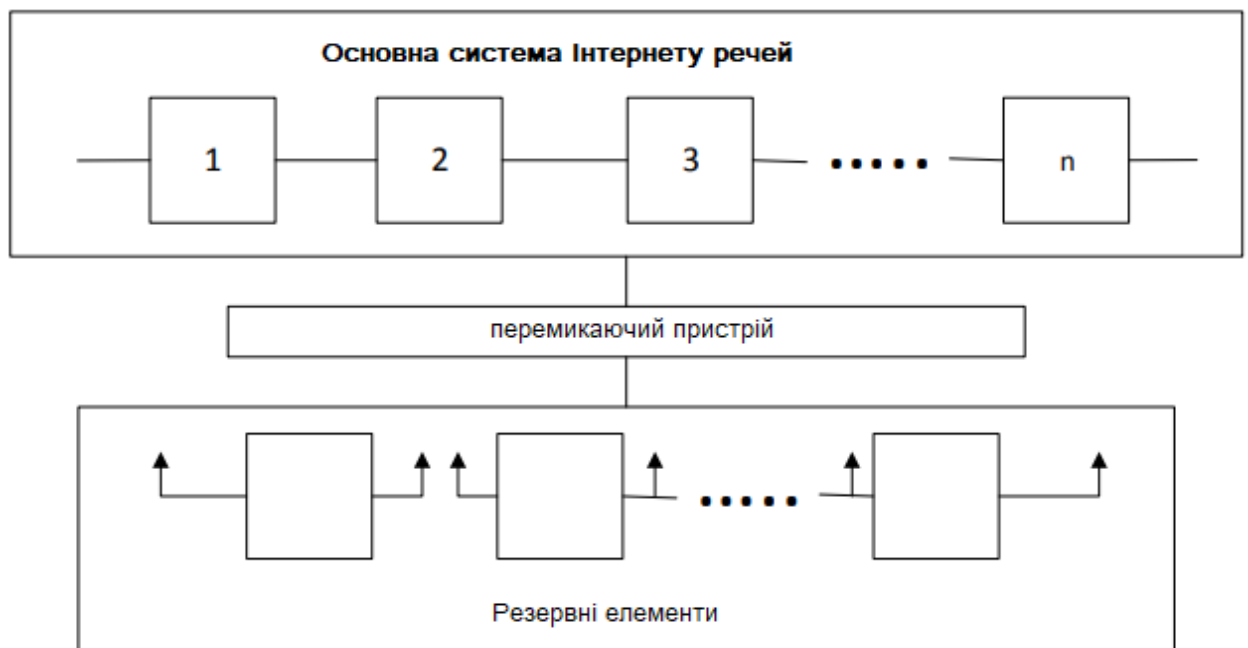 Основна система Інтернету речей
1 2 3 ..... n
перемикаючий пристрій
.....
Резервні елементи